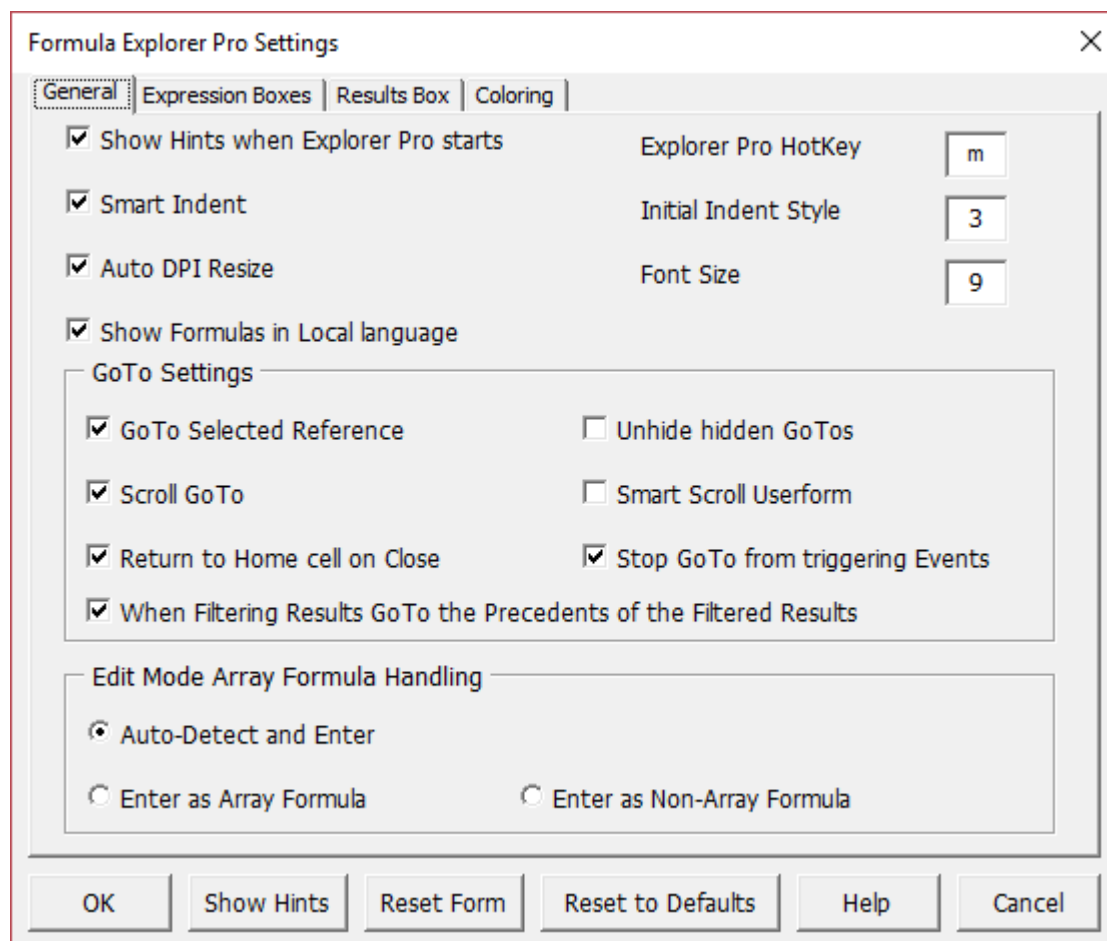 Formula Explorer Pro Settings
General Expression Boxes Results Box Coloring
Show Hints when Explorer Pro starts
Explorer Pro HotKey m
Smart Indent
Initial Indent Style 3
Auto DPI Resize
Font Size 9
Show Formulas in Local language
GoTo Settings
GoTo Selected Reference
Unhide hidden GoTos
Scroll GoTo
Smart Scroll Userform
Return to Home cell on Close
Stop GoTo from triggering Events
When Filtering Results GoTo the Precedents of the Filtered Results
Edit Mode Array Formula Handling
Auto-Detect and Enter
Enter as Array Formula
Enter as Non-Array Formula
OK Show Hints Reset Form Reset to Defaults Help Cancel